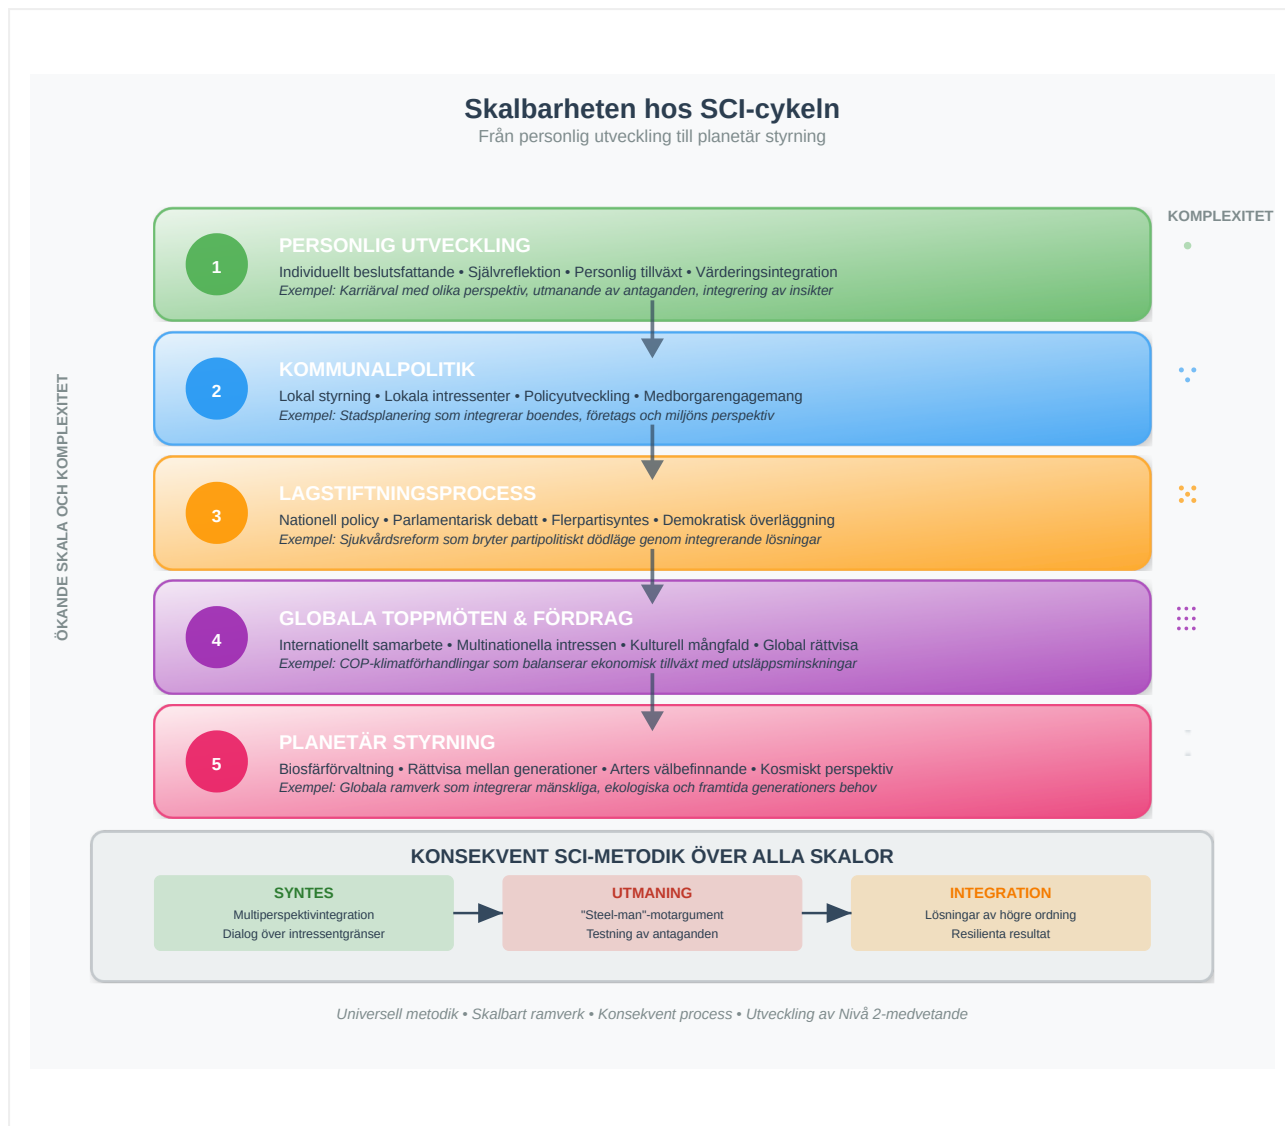 Skalbarheten hos SCI-cykeln
Från personlig utveckling till planetär styrning
KOMPLEXITET
ÖKANDE SKALA OCH KOMPLEXITET
1
PERSONLIG UTVECKLING
Individuellt beslutsfattande • Självreflektion • Personlig tillväxt • Värderingsintegration
Exempel: Karriärval med olika perspektiv, utmanande av antaganden, integrering av insikter
2
KOMMUNALPOLITIK
Lokal styrning • Lokala intressenter • Policyutveckling • Medborgarengagemang
Exempel: Stadsplanering som integrerar boendes, företags och miljöns perspektiv
3
LAGSTIFTNINGSPROCESS
Nationell policy • Parlamentarisk debatt • Flerpartisyntes • Demokratisk överläggning
Exempel: Sjukvårdsreform som bryter partipolitiskt dödläge genom integrerande lösningar
4
GLOBALA TOPPMÖTEN & FÖRDRAG
Internationellt samarbete • Multinationella intressen • Kulturell mångfald • Global rättvisa
Exempel: COP-klimatförhandlingar som balanserar ekonomisk tillväxt med utsläppsminskningar
5
PLANETÄR STYRNING
Biosfärförvaltning • Rättvisa mellan generationer • Arters välbefinnande • Kosmiskt perspektiv
Exempel: Globala ramverk som integrerar mänskliga, ekologiska och framtida generationers behov
KONSEKVENT SCI-METODIK ÖVER ALLA SKALOR
SYNTES
Multiperspektivintegration
Dialog över intressentgränser
UTMANING
"Steel-man"-motargument
Testning av antaganden
INTEGRATION
Lösningar av högre ordning
Resilienta resultat
Universell metodik • Skalbart ramverk • Konsekvent process • Utveckling av Nivå 2-medvetande